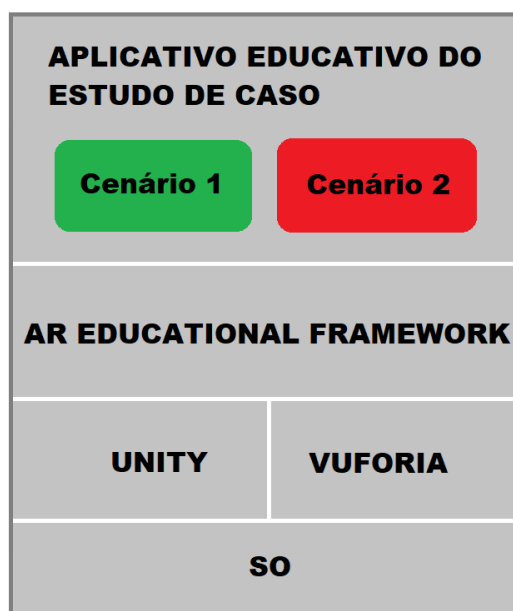 APLICATIVO EDUCATIVO DO
ESTUDO DE CASO
Cenário 1
Cenário 2
AR EDUCATIONAL FRAMEWORK
UNITY
VUFORIA
SO